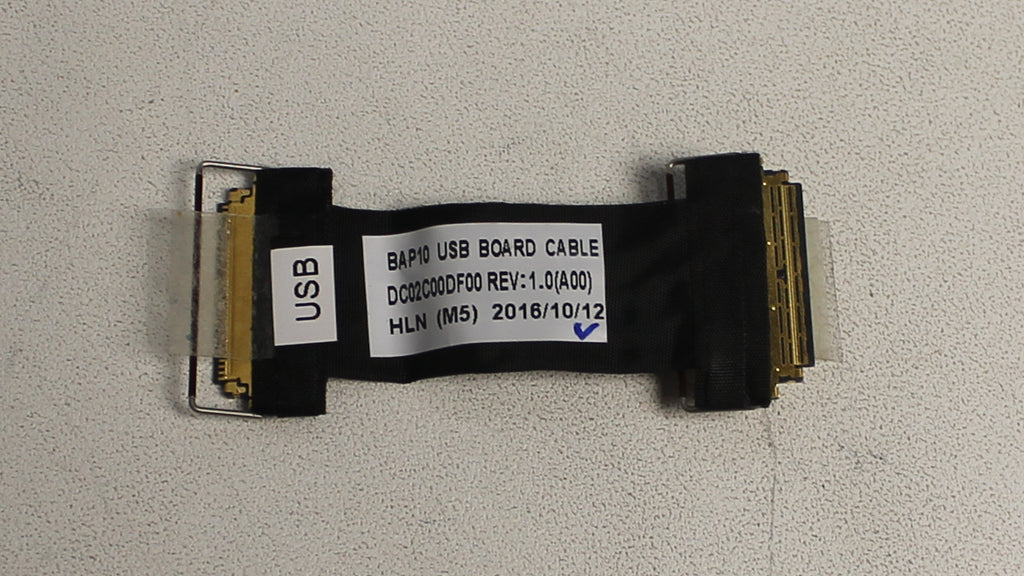 USB
BAP10 USB BOARD CABLE
DC02C00DF00 REV:1.0(A00)
HLN (M5) 2016/10/12